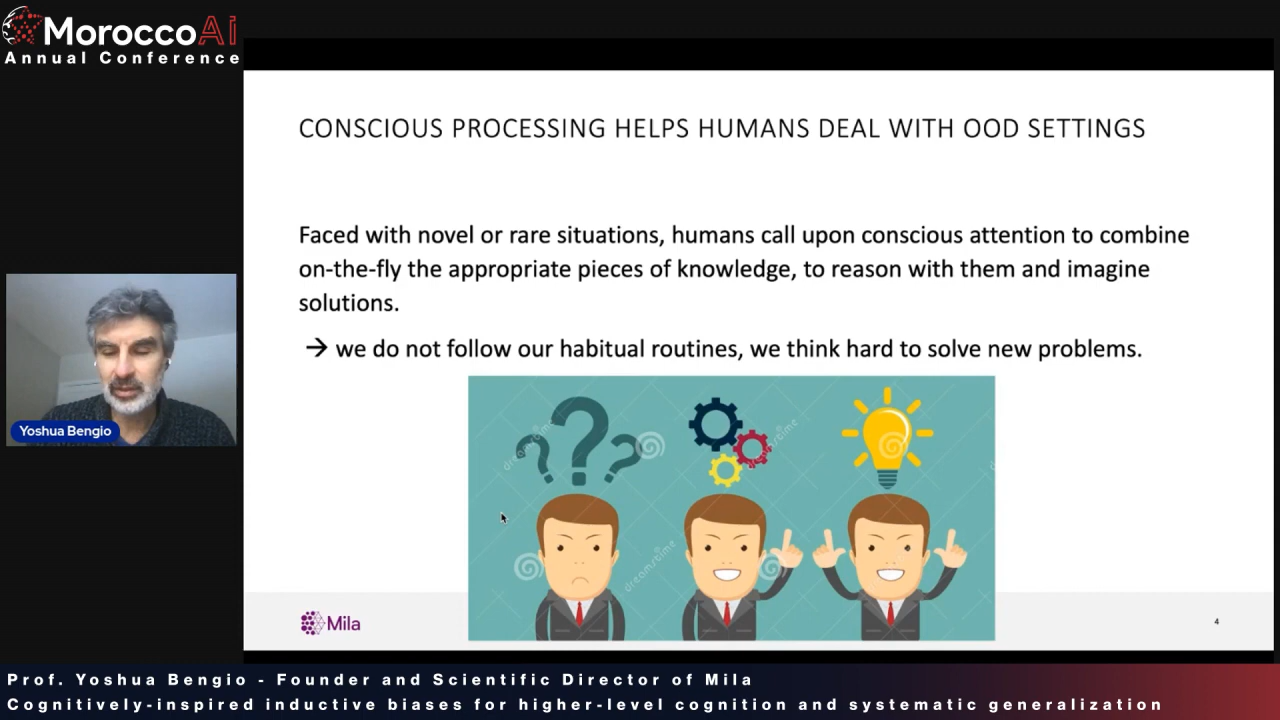 MoroccoAi
Annual Conference
CONSCIOUS PROCESSING HELPS HUMANS DEAL WITH OOD SETTINGS
Faced with novel or rare situations, humans call upon conscious attention to combine
on-the-fly the appropriate pieces of knowledge, to reason with them and imagine
solutions.
→ we do not follow our habitual routines, we think hard to solve new problems.
Yoshua Bengio
? ? ?
dreamstime
dreamstime
dreamstime
Mila
4
Prof. Yoshua Bengio - Founder and Scientific Director of Mila
Cognitively-inspired inductive biases for higher-level cognition and systematic generalization